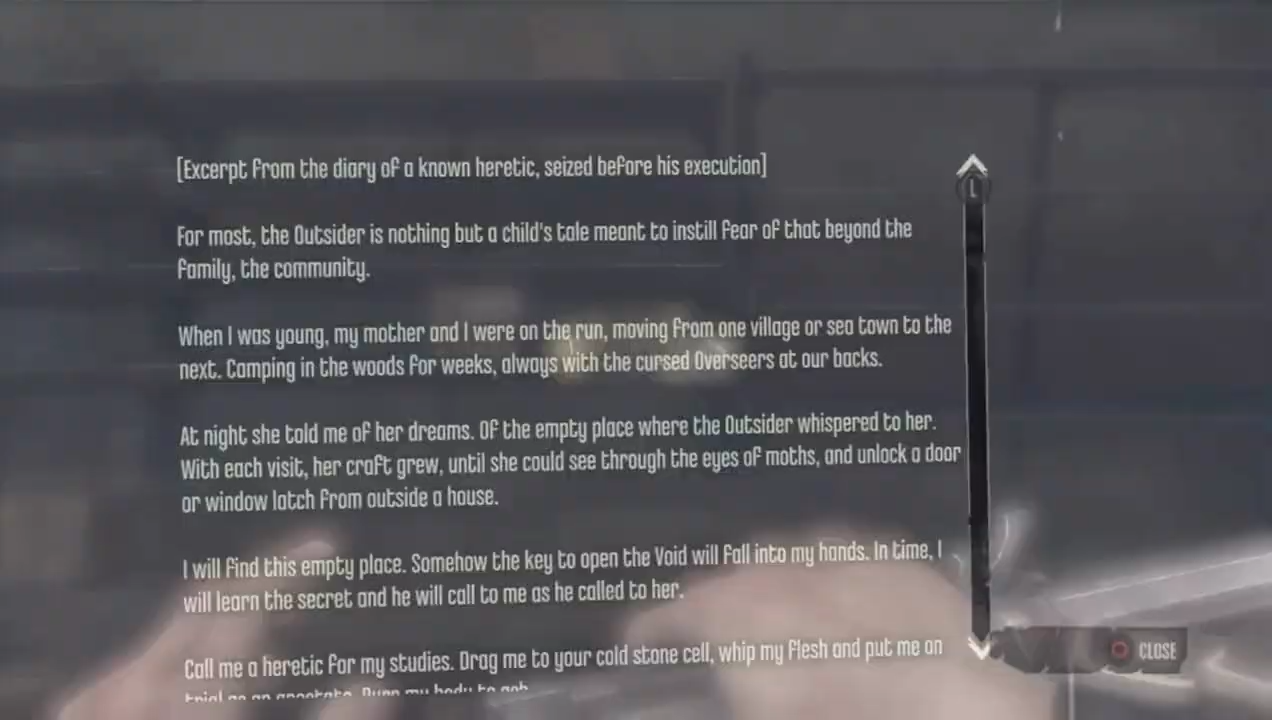 [Excerpt from the diary of a known heretic, seized before his execution]
For most, the Outsider is nothing but a child's tale meant to instill fear of that beyond the
family, the community.
When I was young, my mother and I were on the run, moving from one village or sea town to the
next. Camping in the woods for weeks, always with the cursed Overseers at our backs.
At night she told me of her dreams. Of the empty place where the Outsider whispered to her.
With each visit, her craft grew, until she could see through the eyes of moths, and unlock a door
or window latch from outside a house.
I will find this empty place. Somehow the key to open the Void will fall into my hands. In time, I
will learn the secret and he will call to me as he called to her.
Call me a heretic for my studies. Drag me to your cold stone cell, whip my flesh and put me on
L
CLOSE